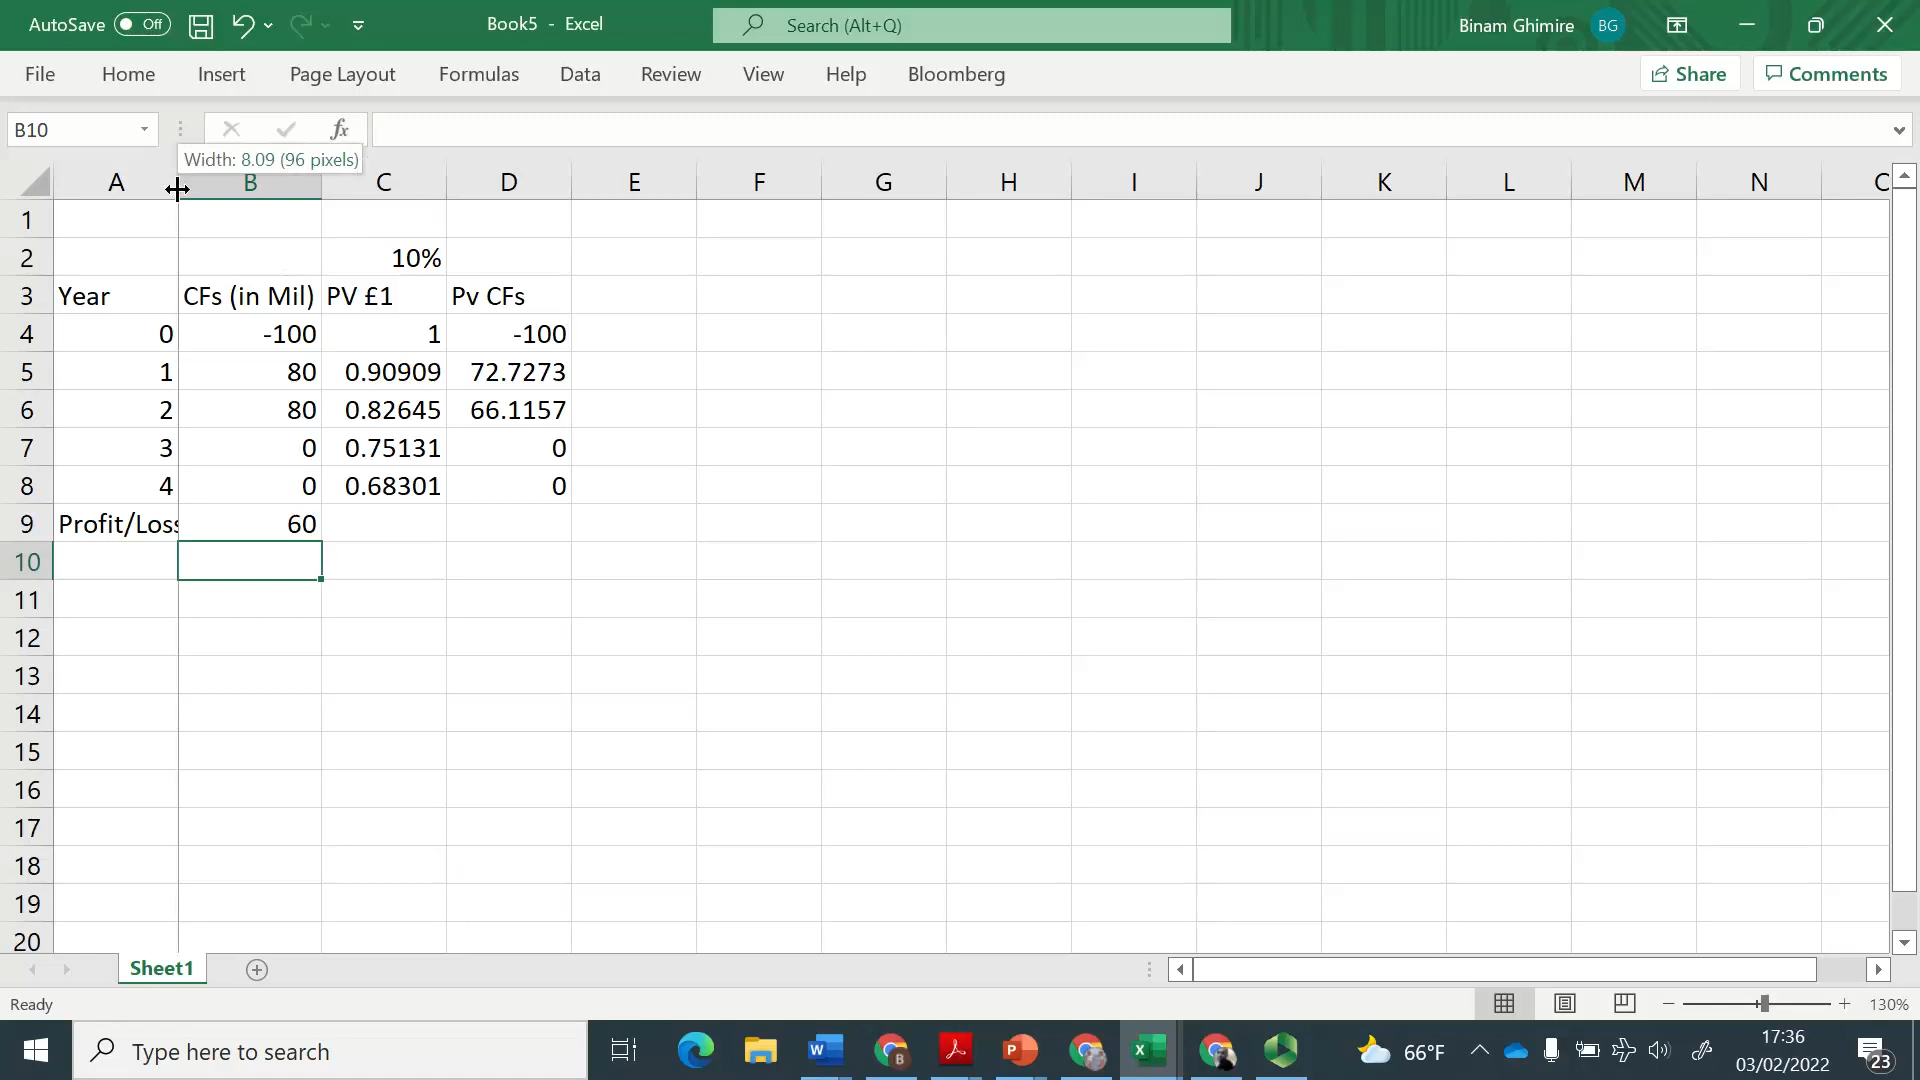 AutoSave Off Book5 - Excel Search (Alt+Q) Binam Ghimire BG
File Home Insert Page Layout Formulas Data Review View Help Bloomberg Share Comments
B10 fx
Width: 8.09 (96 pixels)
A B C D E F G H I J K L M N
1
2 10%
3 Year CFs (in Mil) PV £1 Pv CFs
4 0 -100 1 -100
5 1 80 0.90909 72.7273
6 2 80 0.82645 66.1157
7 3 0 0.75131 0
8 4 0 0.68301 0
9 Profit/Loss 60
10
11
12
13
14
15
16
17
18
19
20
Sheet1
Ready 130%
Type here to search W B P X 66°F 17:36
03/02/2022 23